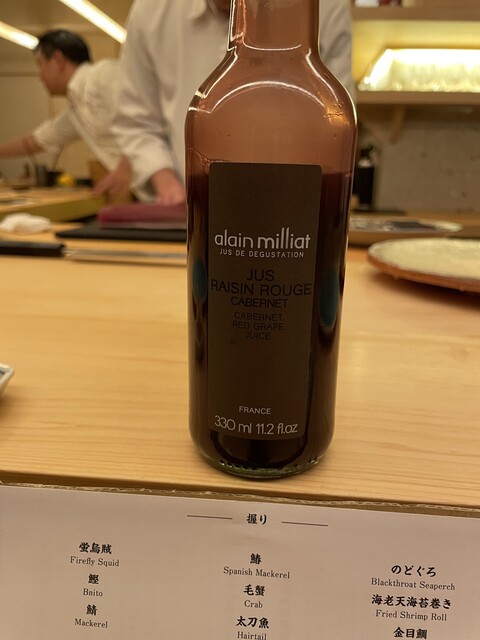 alain milliat
JUS DE DEGUSTATION
JUS
RAISIN ROUGE
CABERNET
CABERNET
RED GRAPE
JUICE
FRANCE
330 ml 11.2 fl.oz
握り
蛍烏賊
Firefly Squid
鰹
Bnito
鯖
Mackerel
鰆
Spanish Mackerel
毛蟹
Crab
太刀魚
Hairtail
のどぐろ
Blackthroat Seaperch
海老天海苔巻き
Fried Shrimp Roll
金目鯛